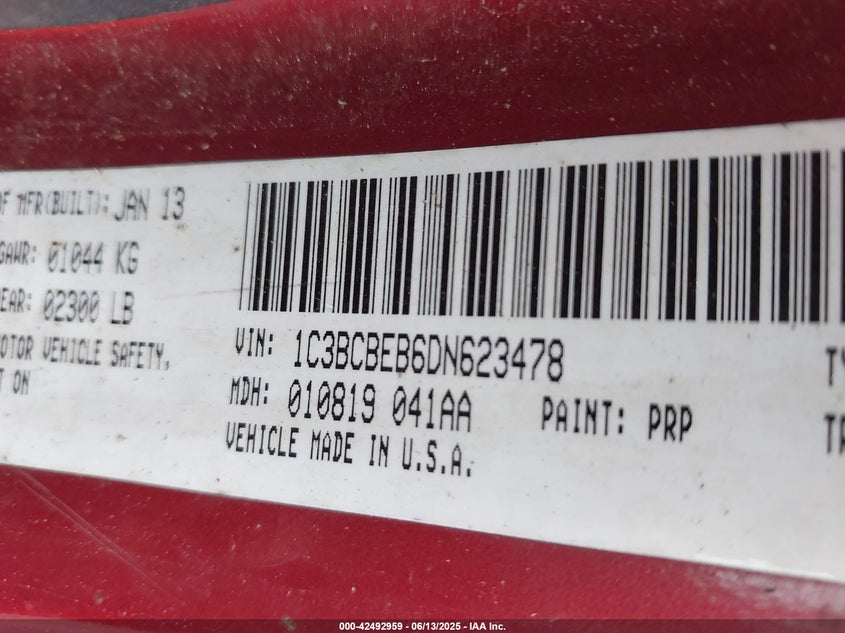 OF MFR(BUILT): JAN 13
GAWR: 01044 KG
EAR: 02300 LB
OTOR VEHICLE SAFETY,
T ON
VIN: 1C3BCBEB6DN623478
MDH: 010819 041AA
PAINT: PRP
VEHICLE MADE IN U.S.A.
000-42492959 - 06/13/2025 - IAA Inc.